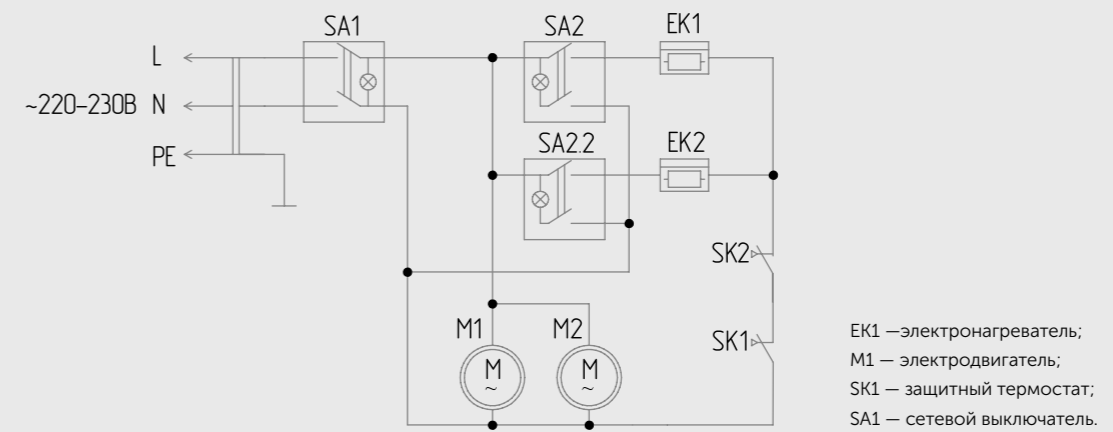 SA1 SA2 EK1
L
~220–230В N
PE
SA2.2 EK2
SK2
M1 M2 SK1
M M
~ ~
EK1 —электронагреватель;
M1 — электродвигатель;
SK1 — защитный термостат;
SA1 — сетевой выключатель.